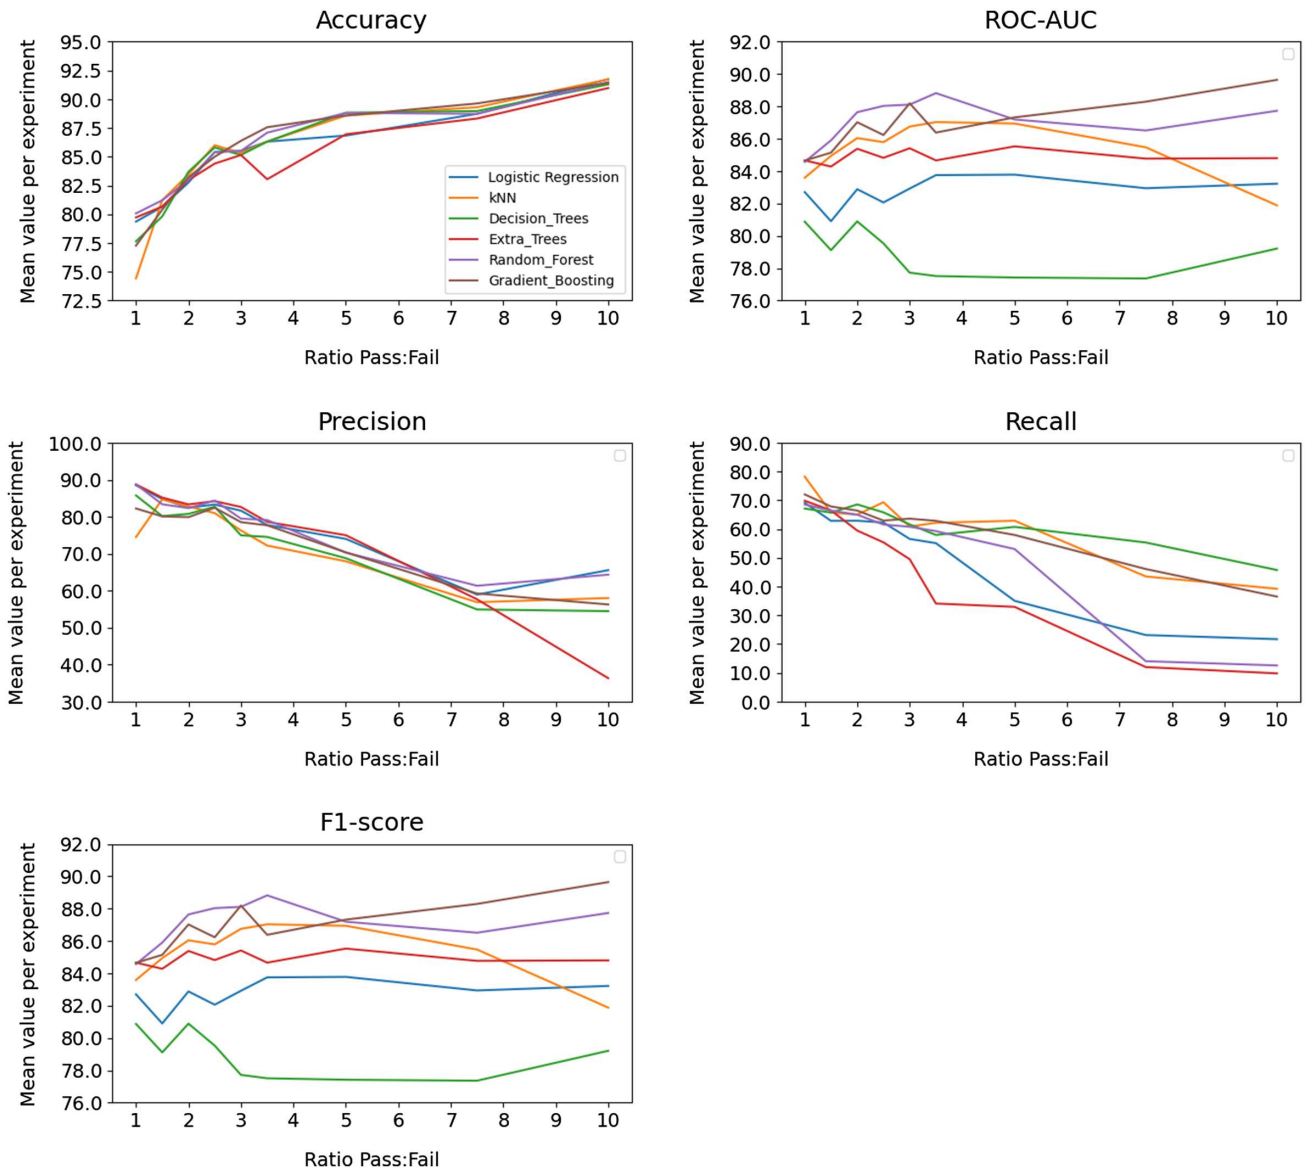 Accuracy
Mean value per experiment
95.0
92.5
90.0
87.5
85.0
82.5
80.0
77.5
75.0
72.5
Logistic Regression
kNN
Decision_Trees
Extra_Trees
Random_Forest
Gradient_Boosting
1 2 3 4 5 6 7 8 9 10
Ratio Pass:Fail
ROC-AUC
Mean value per experiment
92.0
90.0
88.0
86.0
84.0
82.0
80.0
78.0
76.0
1 2 3 4 5 6 7 8 9 10
Ratio Pass:Fail
Precision
Mean value per experiment
100.0
90.0
80.0
70.0
60.0
50.0
40.0
30.0
1 2 3 4 5 6 7 8 9 10
Ratio Pass:Fail
Recall
Mean value per experiment
90.0
80.0
70.0
60.0
50.0
40.0
30.0
20.0
10.0
0.0
1 2 3 4 5 6 7 8 9 10
Ratio Pass:Fail
F1-score
Mean value per experiment
92.0
90.0
88.0
86.0
84.0
82.0
80.0
78.0
76.0
1 2 3 4 5 6 7 8 9 10
Ratio Pass:Fail